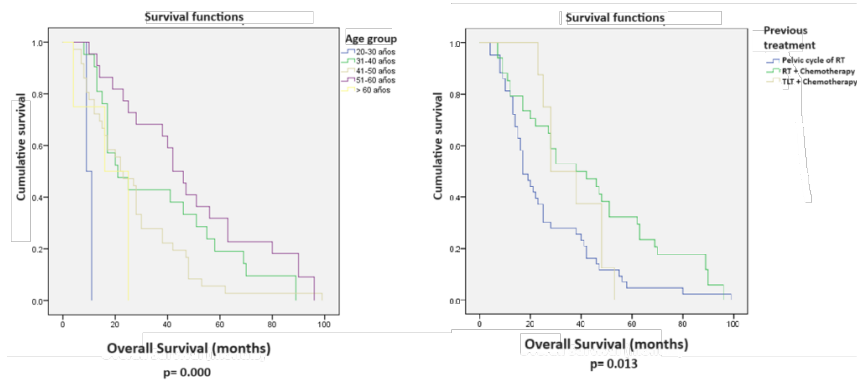 Survival functions
Age group
20-30 años
31-40 años
41-50 años
51-60 años
> 60 años
Cumulative survival
1.0
0.8
0.6
0.4
0.2
0.0
0 20 40 60 80 100
Overall Survival (months)
p= 0.000
Survival functions
Previous
treatment
Pelvic cycle of RT
RT + Chemotherapy
TLT + Chemotherapy
Cumulative survival
1.0
0.8
0.6
0.4
0.2
0.0
0 20 40 60 80 100
Overall Survival (months)
p= 0.013